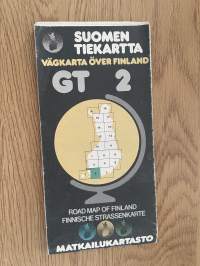 SUOMEN
TIEKARTTA
VÄGKARTA ÖVER FINLAND
GT 2
ROAD MAP OF FINLAND
FINNISCHE STRASSENKARTE
MATKAILUKARTASTO